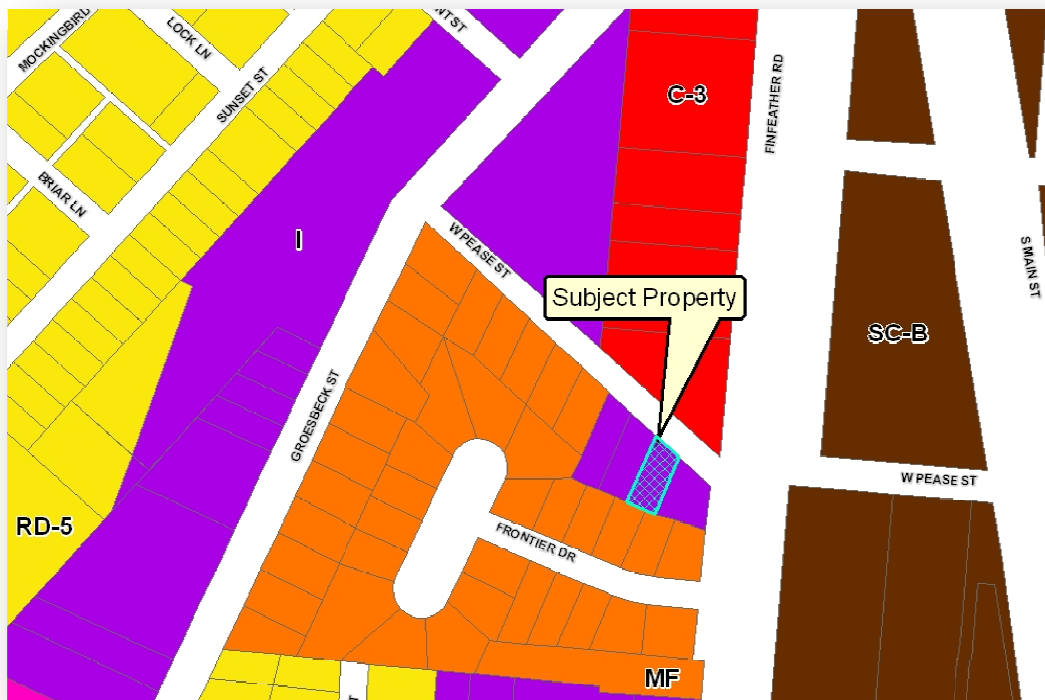 MOCKINGBIRD
LOCK LN
NT ST
SUNSET ST
C-3
FINFEATHER RD
BRIAR LN
I
W PEASE ST
S MAIN ST
Subject Property
SC-B
GROESBECK ST
W PEASE ST
RD-5
FRONTIER DR
MF
T